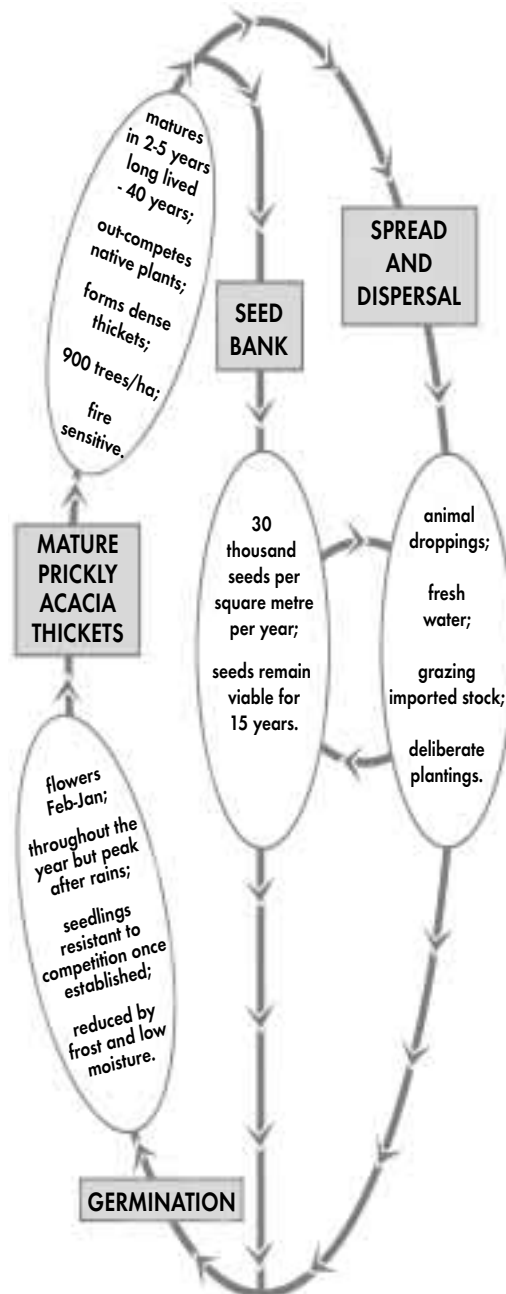 matures
in 2-5 years
long lived
- 40 years;
out-competes
native plants;
forms dense
thickets;
900 trees/ha;
fire
sensitive.
SPREAD
AND
DISPERSAL
SEED
BANK
MATURE
PRICKLY
ACACIA
THICKETS
30
thousand
seeds per
square metre
per year;
seeds remain
viable for
15 years.
animal
droppings;
fresh
water;
grazing
imported stock;
deliberate
plantings.
flowers
Feb-Jan;
throughout the
year but peak
after rains;
seedlings
resistant to
competition once
established;
reduced by
frost and low
moisture.
GERMINATION